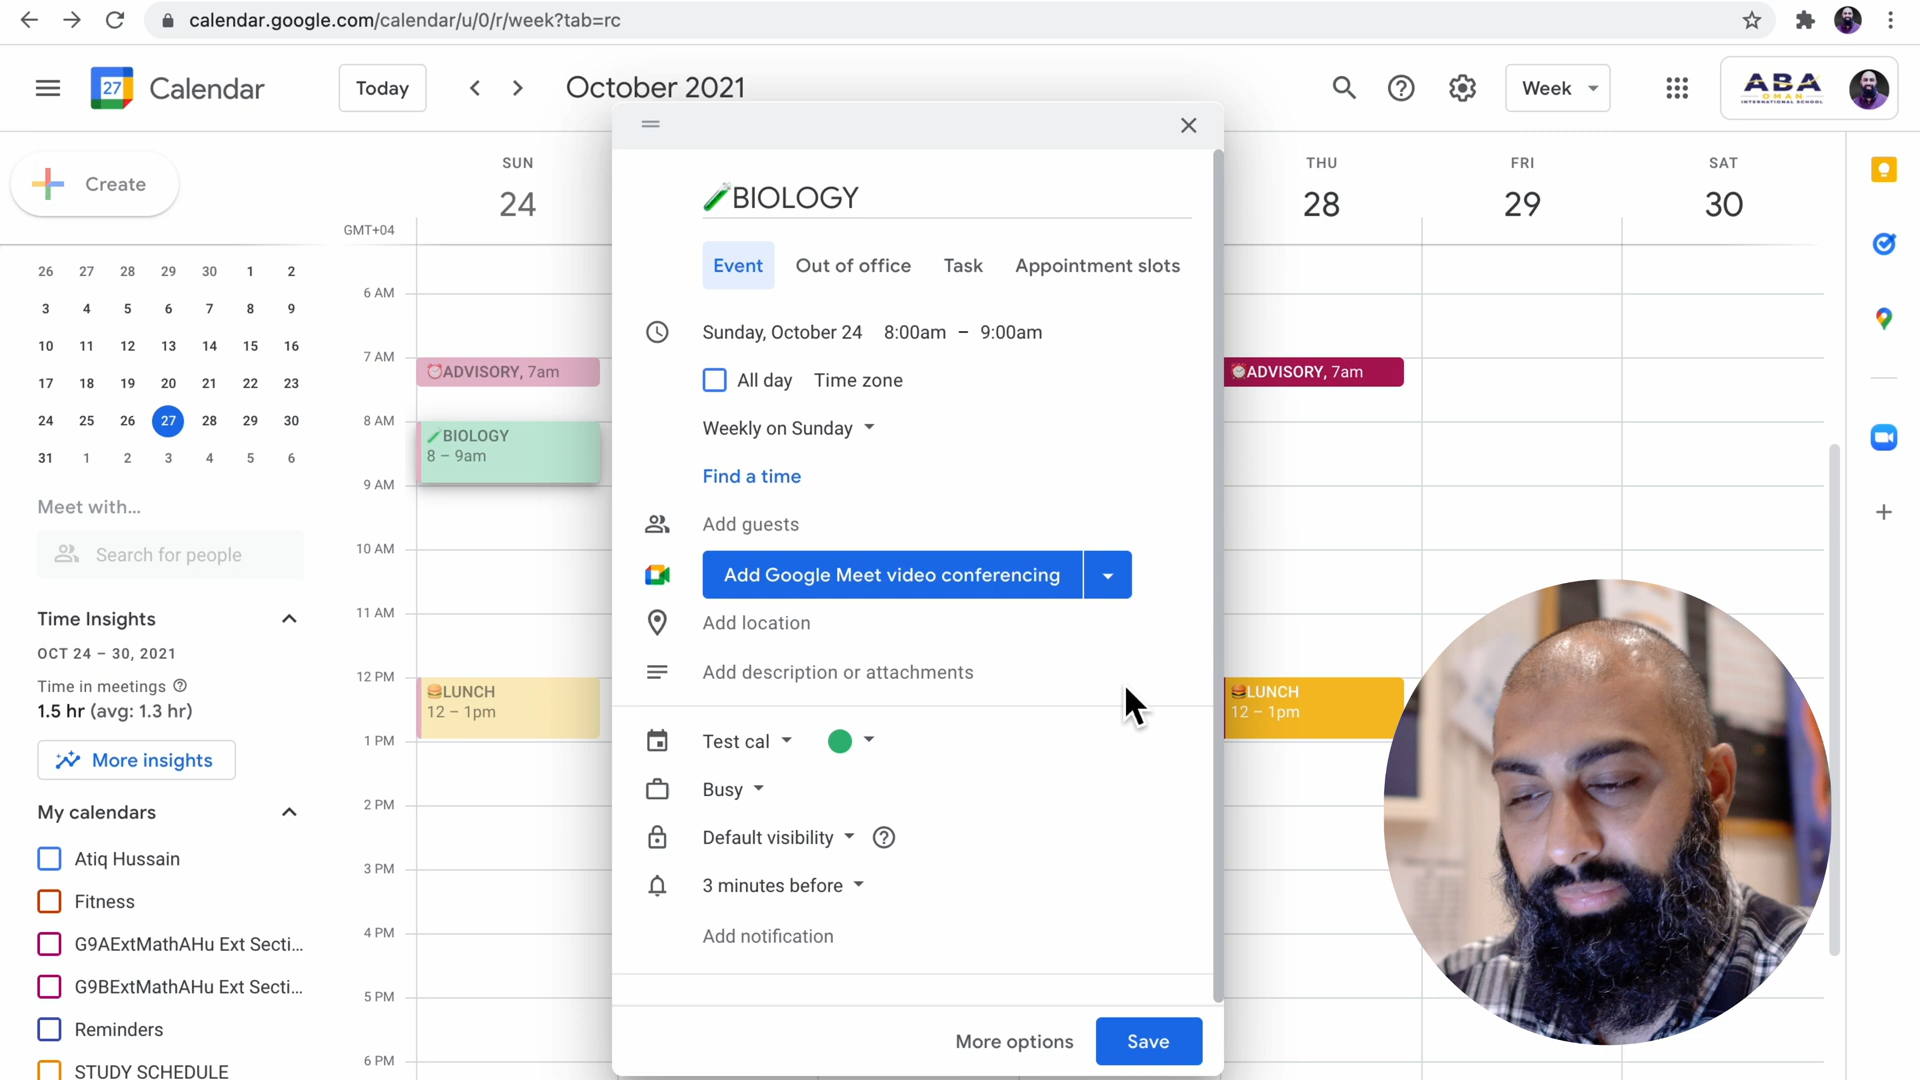 calendar.google.com/calendar/u/0/r/week?tab=rc
27 Calendar
Today
October 2021
Week
ABA
OMAN
INTERNATIONAL SCHOOL
Create
GMT+04
SUN
24
THU
28
FRI
29
SAT
30
26 27 28 29 30 1 2
3 4 5 6 7 8 9
10 11 12 13 14 15 16
17 18 19 20 21 22 23
24 25 26 27 28 29 30
31 1 2 3 4 5 6
Meet with...
Search for people
Time Insights
OCT 24 – 30, 2021
Time in meetings
1.5 hr (avg: 1.3 hr)
More insights
My calendars
Atiq Hussain
Fitness
G9AExtMathAHu Ext Secti...
G9BExtMathAHu Ext Secti...
Reminders
STUDY SCHEDULE
6 AM
7 AM
8 AM
9 AM
10 AM
11 AM
12 PM
1 PM
2 PM
3 PM
4 PM
5 PM
6 PM
⏰ADVISORY, 7am
🧪BIOLOGY
8 – 9am
🍔LUNCH
12 – 1pm
🧪BIOLOGY
Event Out of office Task Appointment slots
Sunday, October 24 8:00am – 9:00am
All day Time zone
Weekly on Sunday
Find a time
Add guests
Add Google Meet video conferencing
Add location
Add description or attachments
Test cal
Busy
Default visibility
3 minutes before
Add notification
More options Save
⏰ADVISORY, 7am
🍔LUNCH
12 – 1pm